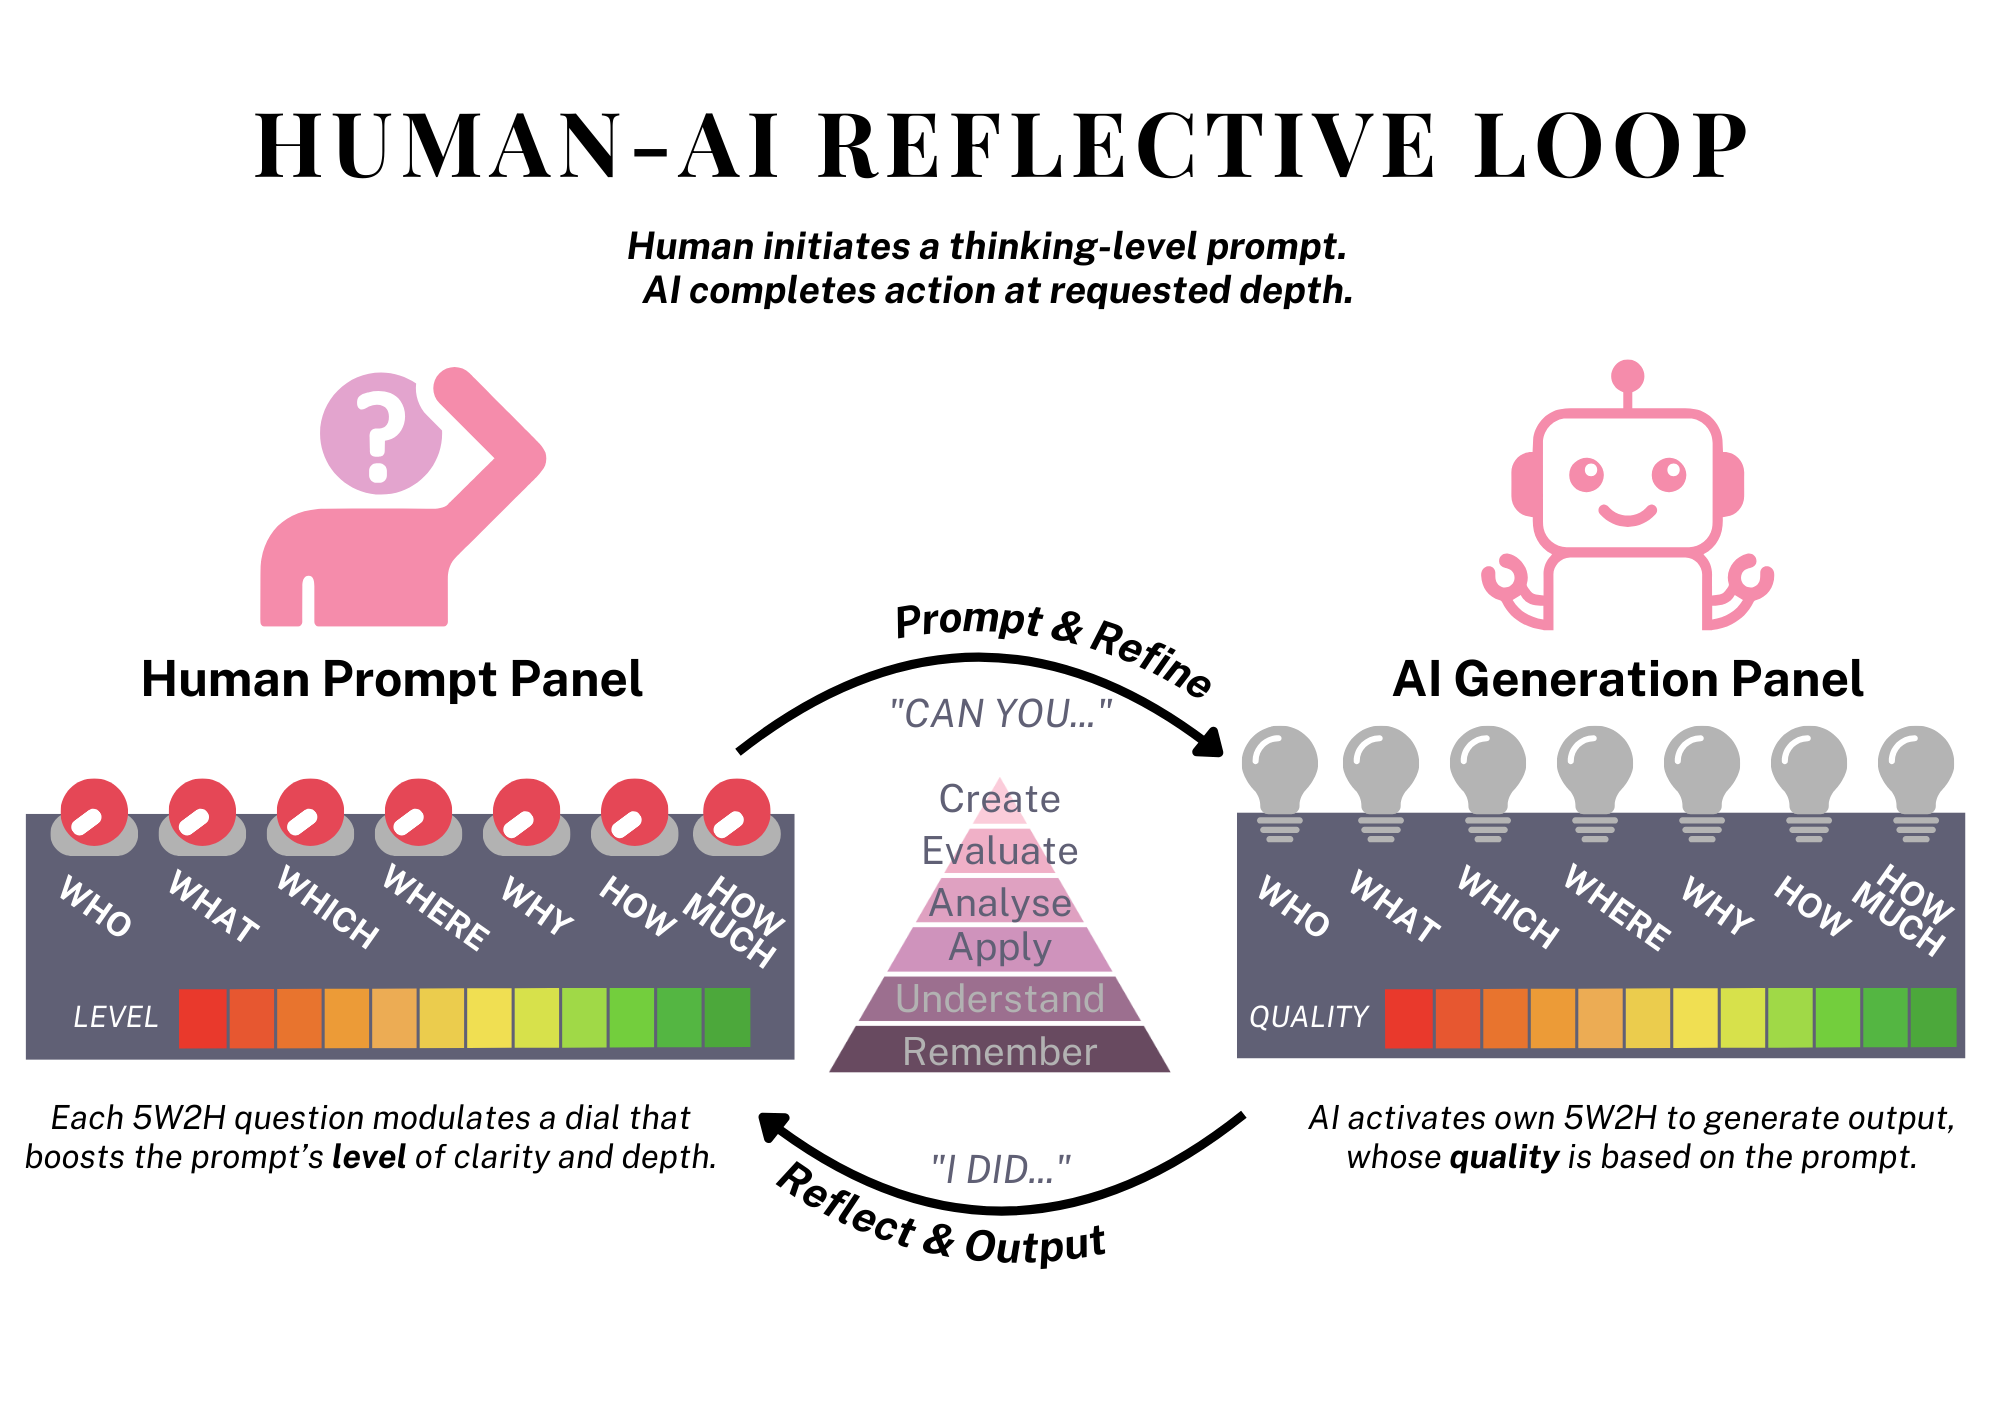 HUMAN–AI REFLECTIVE LOOP
Human initiates a thinking-level prompt.
AI completes action at requested depth.
?
Human Prompt Panel
WHO
WHAT
WHICH
WHERE
WHY
HOW
HOW
MUCH
LEVEL
Each 5W2H question modulates a dial that
boosts the prompt's level of clarity and depth.
Prompt & Refine
"CAN YOU..."
Create
Evaluate
Analyse
Apply
Understand
Remember
"I DID..."
Reflect & Output
AI Generation Panel
WHO
WHAT
WHICH
WHERE
WHY
HOW
HOW
MUCH
QUALITY
AI activates own 5W2H to generate output,
whose quality is based on the prompt.